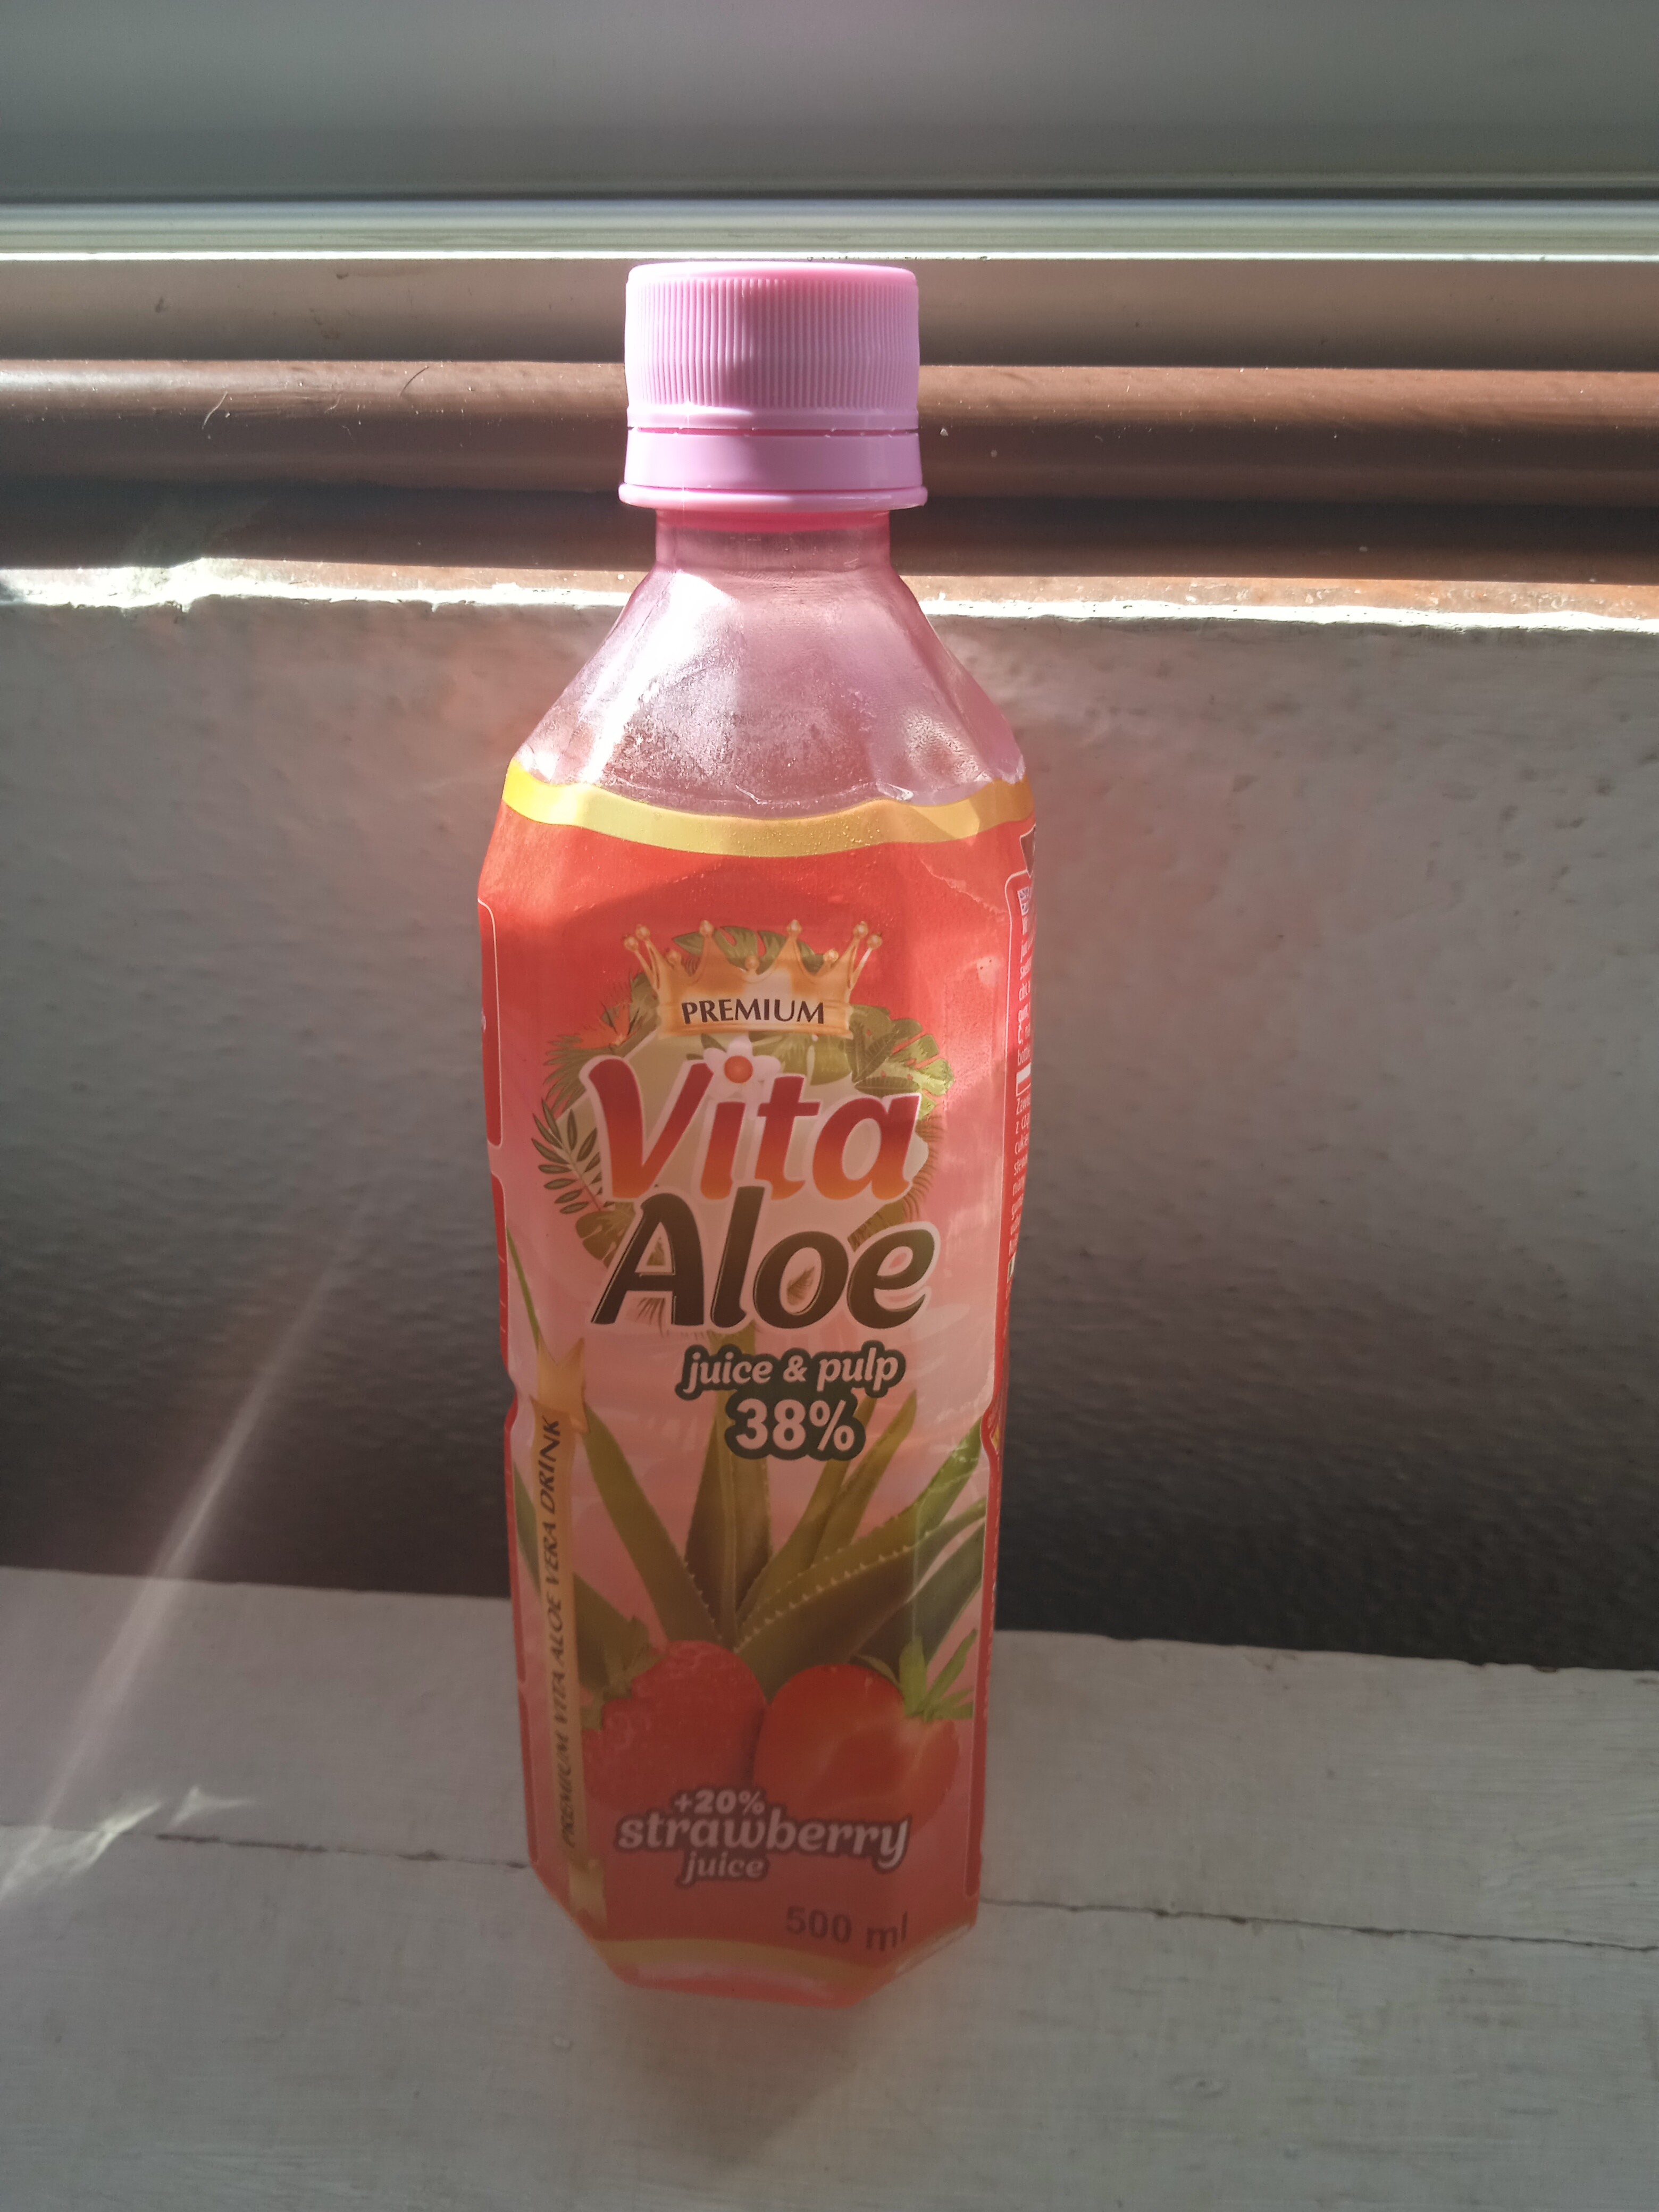 PREMIUM
Vita
Aloe
juice & pulp
38%
PREMIUM VITA ALOE VERA DRINK
+20%
strawberry
juice
500 ml